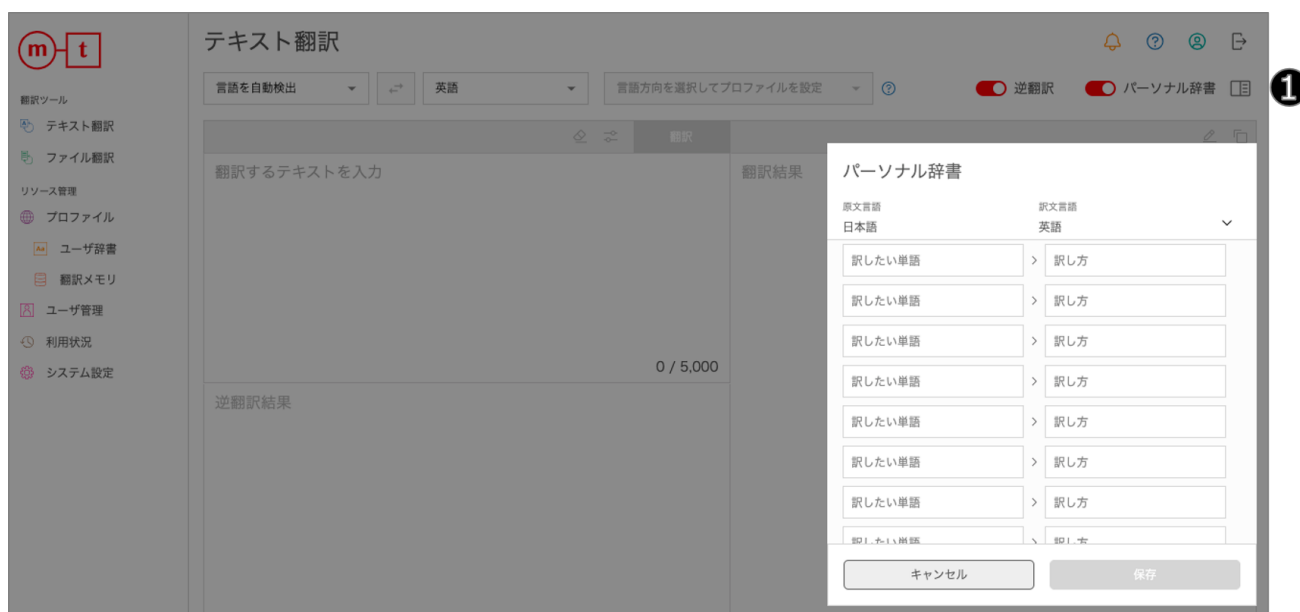 m t
テキスト翻訳
言語を自動検出
英語
言語方向を選択してプロファイルを設定
逆翻訳
パーソナル辞書
1
翻訳ツール
テキスト翻訳
ファイル翻訳
リソース管理
プロファイル
Aa ユーザ辞書
翻訳メモリ
ユーザ管理
利用状況
システム設定
翻訳
翻訳するテキストを入力
翻訳結果
0 / 5,000
逆翻訳結果
パーソナル辞書
原文言語 訳文言語
日本語 英語
訳したい単語 > 訳し方
訳したい単語 > 訳し方
訳したい単語 > 訳し方
訳したい単語 > 訳し方
訳したい単語 > 訳し方
訳したい単語 > 訳し方
訳したい単語 > 訳し方
訳したい単語 > 訳し方
キャンセル 保存